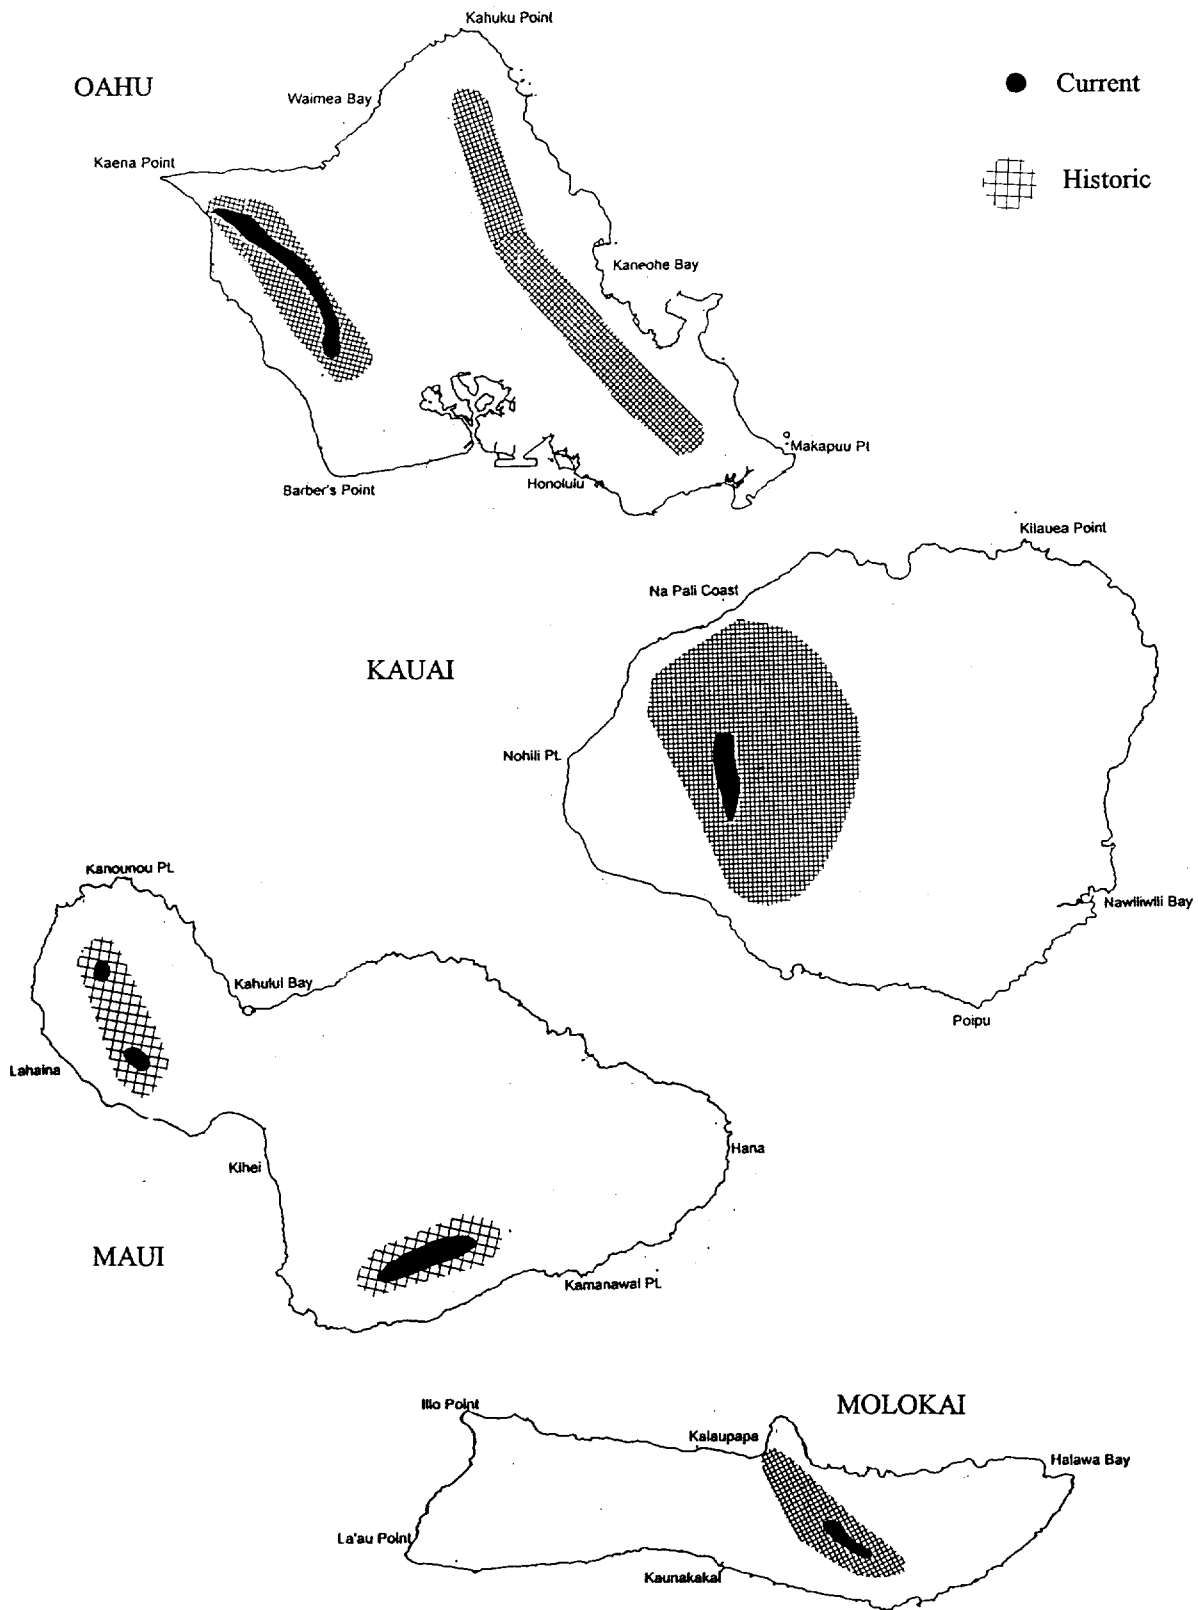 Kahuku Point
OAHU
Current
Waimea Bay
Kaena Point
Historic
Kaneohe Bay
Makapuu Pt.
Barber's Point
Honolulu
Kilauea Point
Na Pali Coast
KAUAI
Nohili Pt.
Kanounou Pt.
Nawiliwili Bay
Kahului Bay
Poipu
Lahaina
Hana
Kihei
MAUI
Kamanawai Pt.
Ilio Point
MOLOKAI
Kalaupapa
Halawa Bay
La'au Point
Kaunakakai